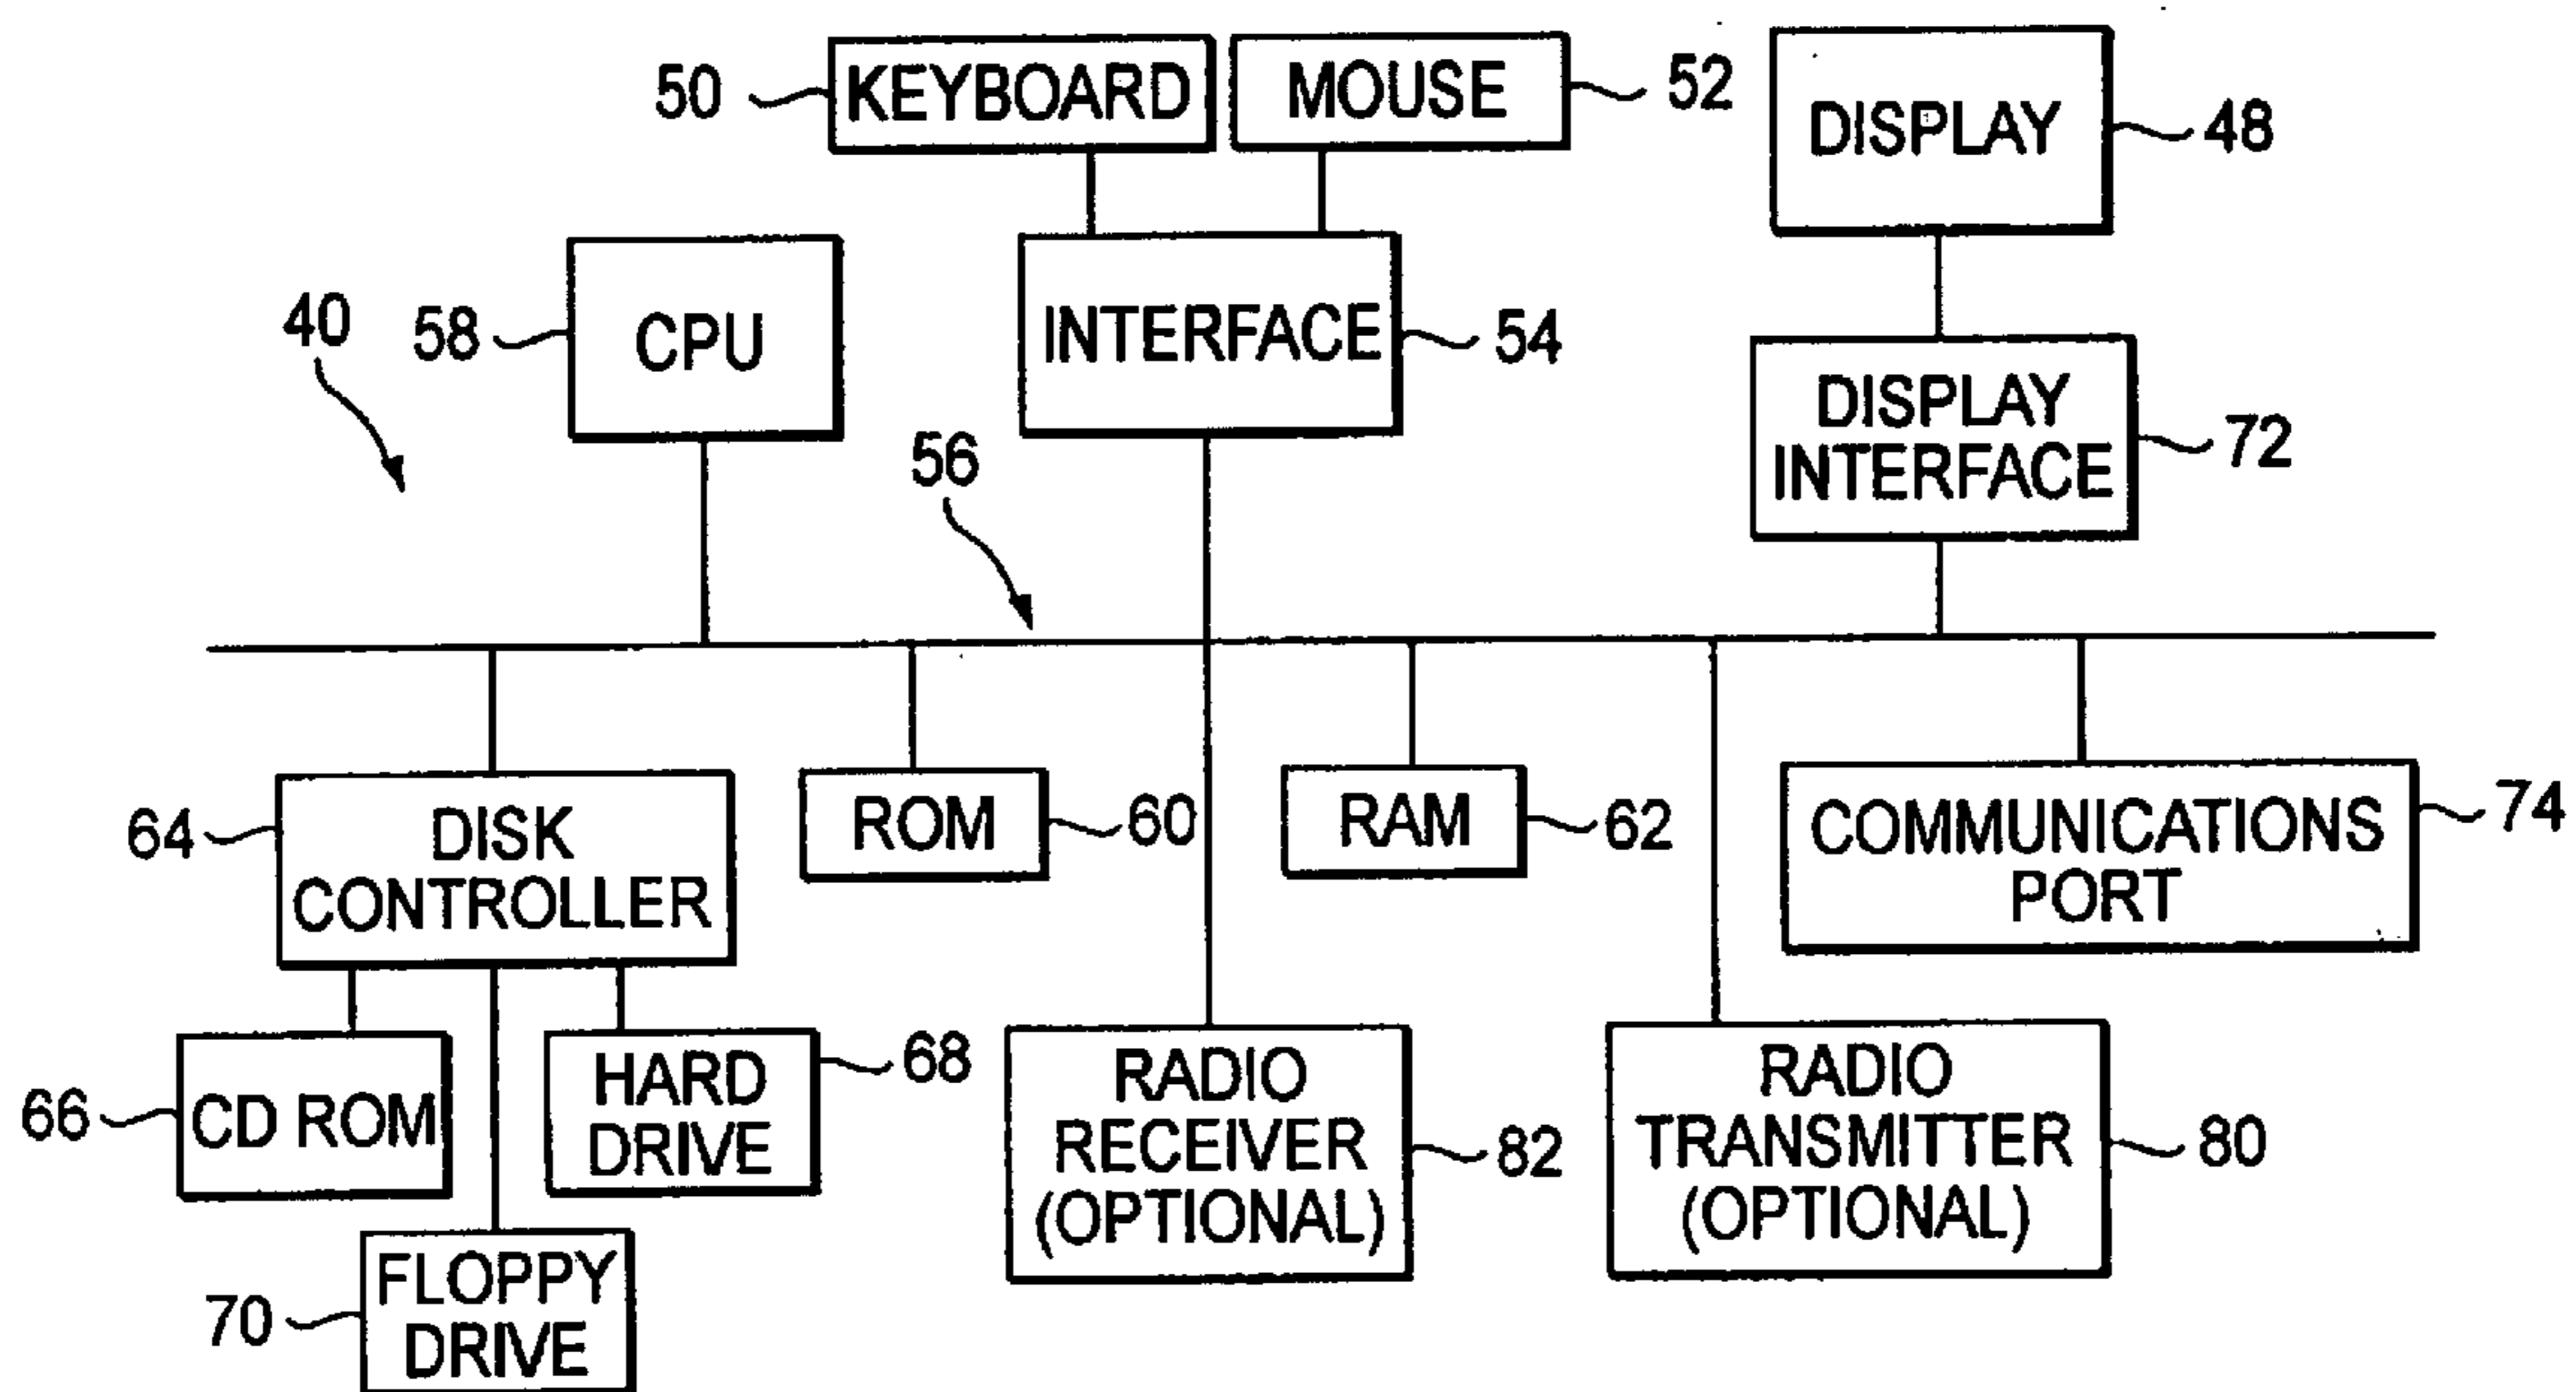 50
KEYBOARD
MOUSE
52
DISPLAY
48
40
58
CPU
INTERFACE
54
DISPLAY
INTERFACE
72
56
64
DISK
CONTROLLER
ROM
60
RAM
62
COMMUNICATIONS
PORT
74
66
CD ROM
HARD
DRIVE
68
RADIO
RECEIVER
(OPTIONAL)
82
RADIO
TRANSMITTER
(OPTIONAL)
80
70
FLOPPY
DRIVE